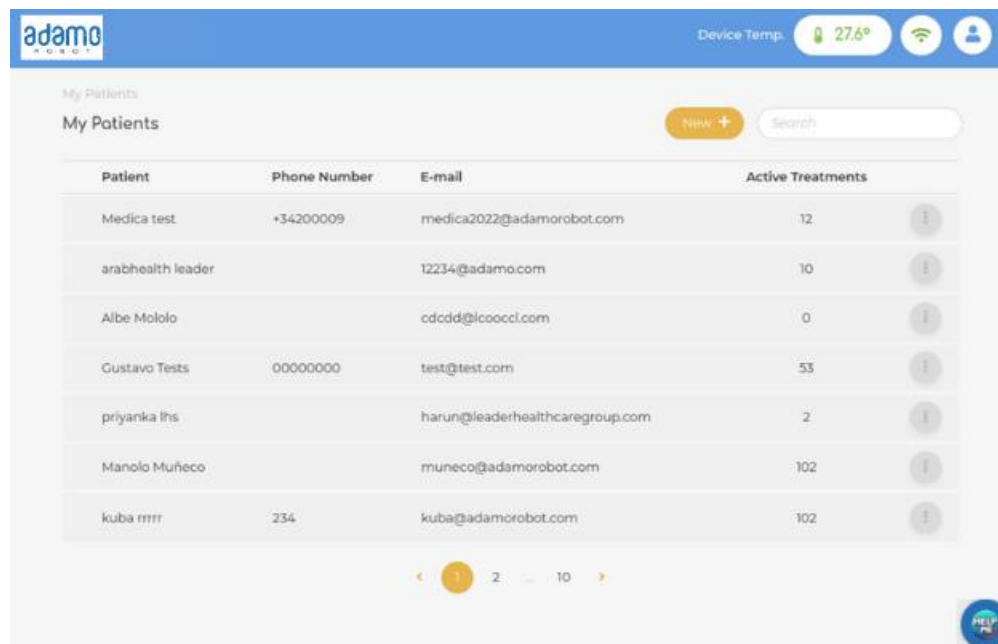 adamo
ROBOT
Device Temp. 27.6°
My Patients
My Patients
New +
Search
Patient Phone Number E-mail Active Treatments
Medica test +34200009 medica2022@adamorobot.com 12
arabhealth leader 12234@adamo.com 10
Albe Mololo cdcdd@lcooccl.com 0
Gustavo Tests 00000000 test@test.com 53
priyanka lhs harun@leaderhealthcaregroup.com 2
Manolo Muñeco muneco@adamorobot.com 102
kuba rrrrr 234 kuba@adamorobot.com 102
< 1 2 ... 10 >
HELP
ME